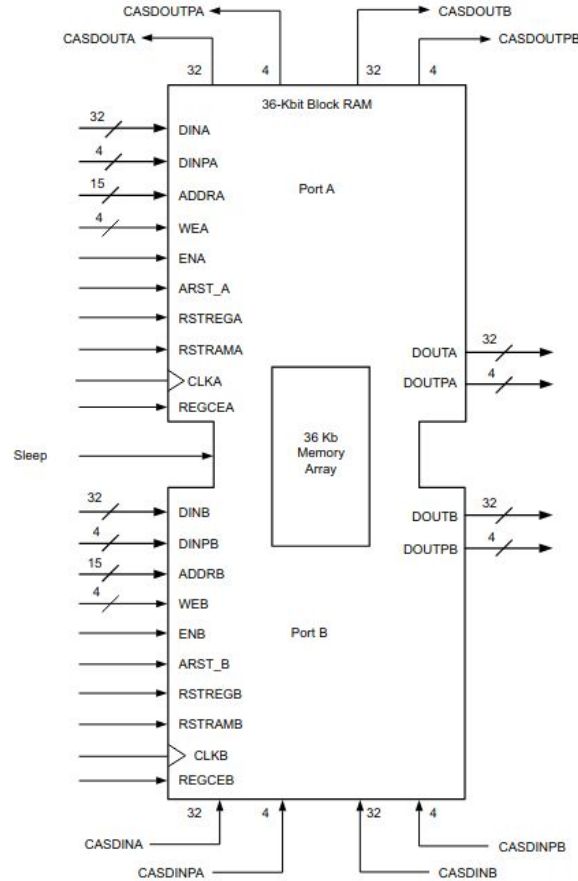 CASDOUTPA
CASDOUTB
CASDOUTA
CASDOUTPB
32 4 32 4
36-Kbit Block RAM
32
DINA
4
DINPA
Port A
15
ADDRA
4
WEA
ENA
ARST_A
RSTREGA
RSTRAMA
DOUTA 32
CLKA
DOUTPA 4
REGCEA
36 Kb
Memory
Array
Sleep
32
DINB
DOUTB 32
4
DINPB
DOUTPB 4
15
ADDRB
4
WEB
ENB
Port B
ARST_B
RSTREGB
RSTRAMB
CLKB
REGCEB
32 4 32 4
CASDINA
CASDINPB
CASDINPA
CASDINB